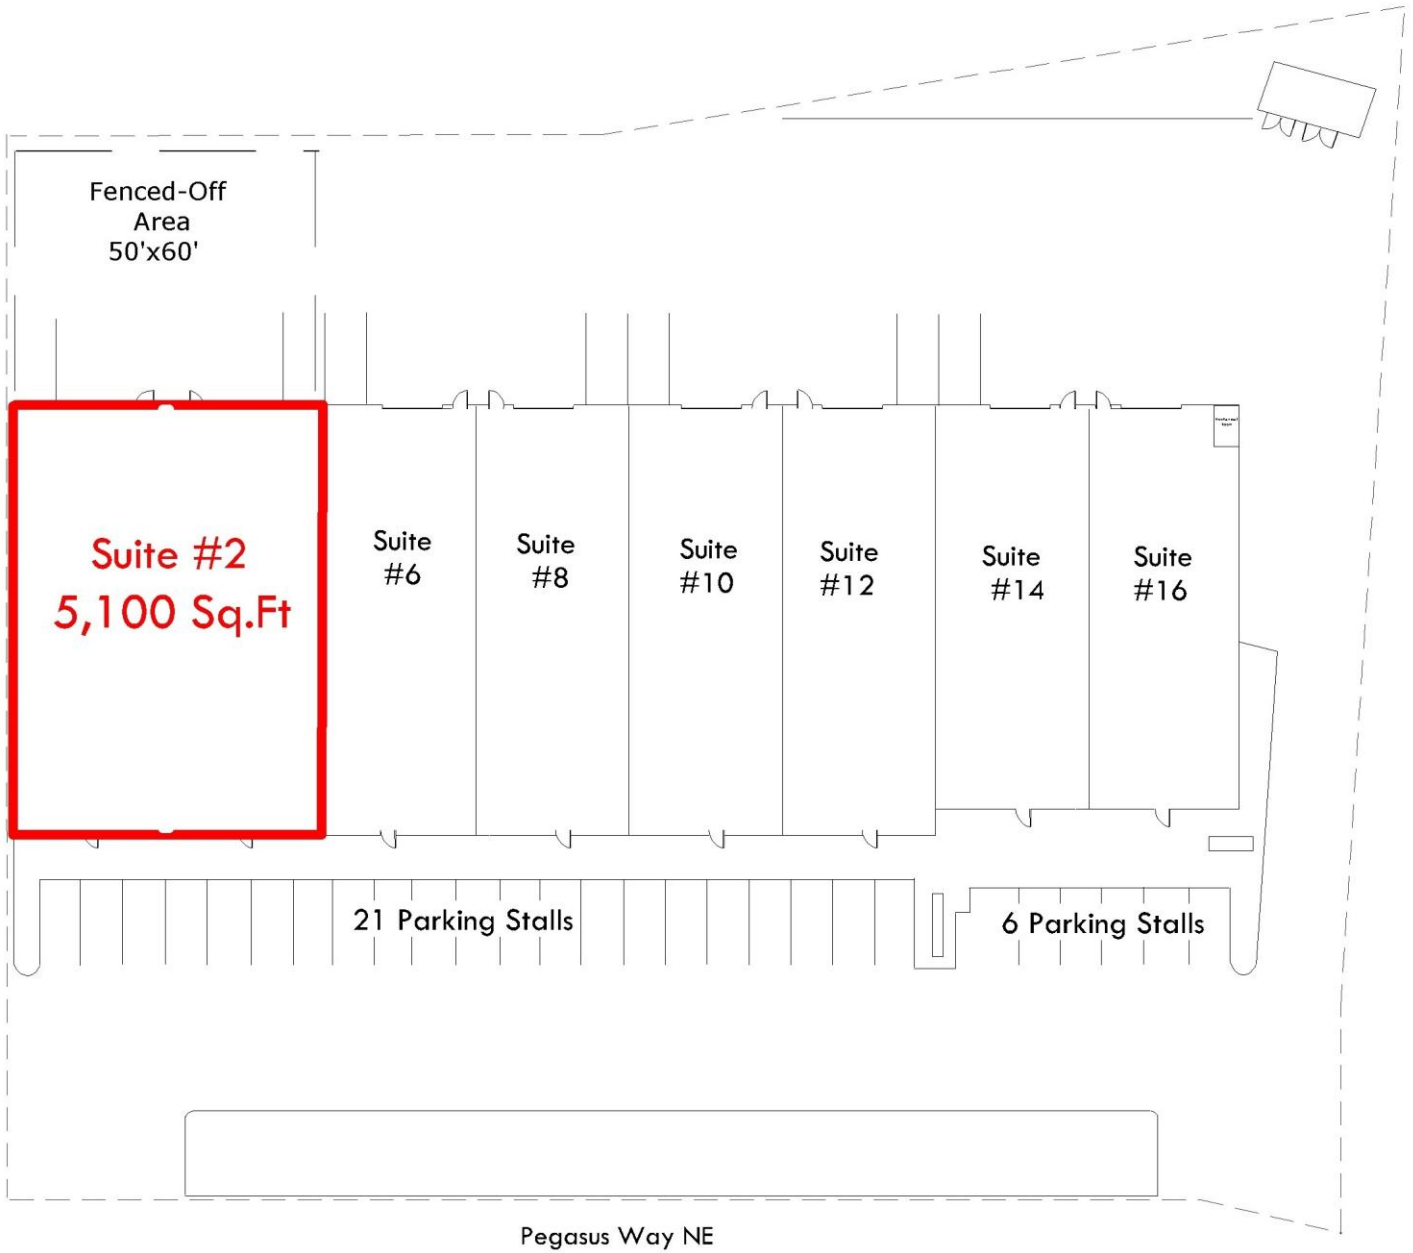 Fenced-Off
Area
50'x60'
Suite #2
5,100 Sq.Ft
Suite
#6
Suite
#8
Suite
#10
Suite
#12
Suite
#14
Suite
#16
21 Parking Stalls
6 Parking Stalls
Pegasus Way NE